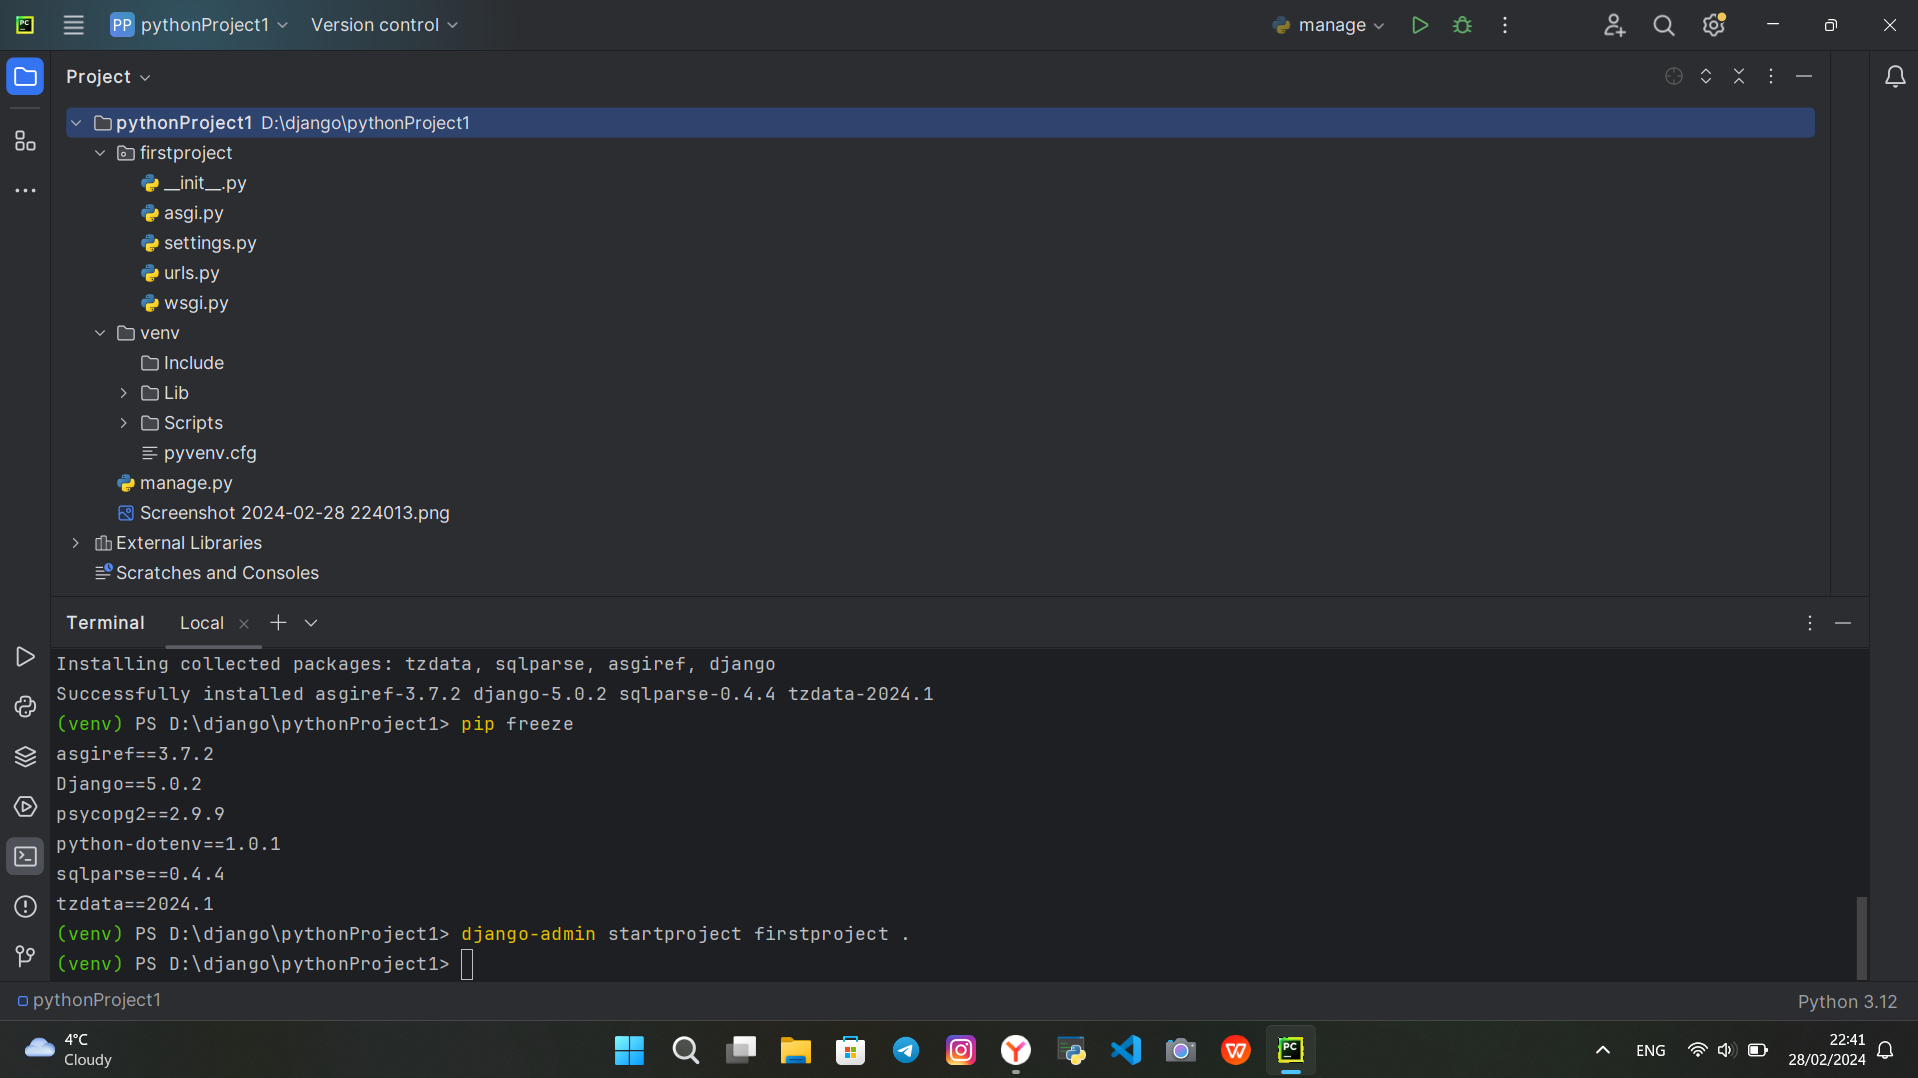 PP pythonProject1 Version control manage
Project
pythonProject1 D:\django\pythonProject1
firstproject
__init__.py
asgi.py
settings.py
urls.py
wsgi.py
venv
Include
Lib
Scripts
pyvenv.cfg
manage.py
Screenshot 2024-02-28 224013.png
External Libraries
Scratches and Consoles
Terminal Local
Installing collected packages: tzdata, sqlparse, asgiref, django
Successfully installed asgiref-3.7.2 django-5.0.2 sqlparse-0.4.4 tzdata-2024.1
(venv) PS D:\django\pythonProject1> pip freeze
asgiref==3.7.2
Django==5.0.2
psycopg2==2.9.9
python-dotenv==1.0.1
sqlparse==0.4.4
tzdata==2024.1
(venv) PS D:\django\pythonProject1> django-admin startproject firstproject .
(venv) PS D:\django\pythonProject1>
pythonProject1 Python 3.12
4°C
Cloudy
ENG
22:41
28/02/2024